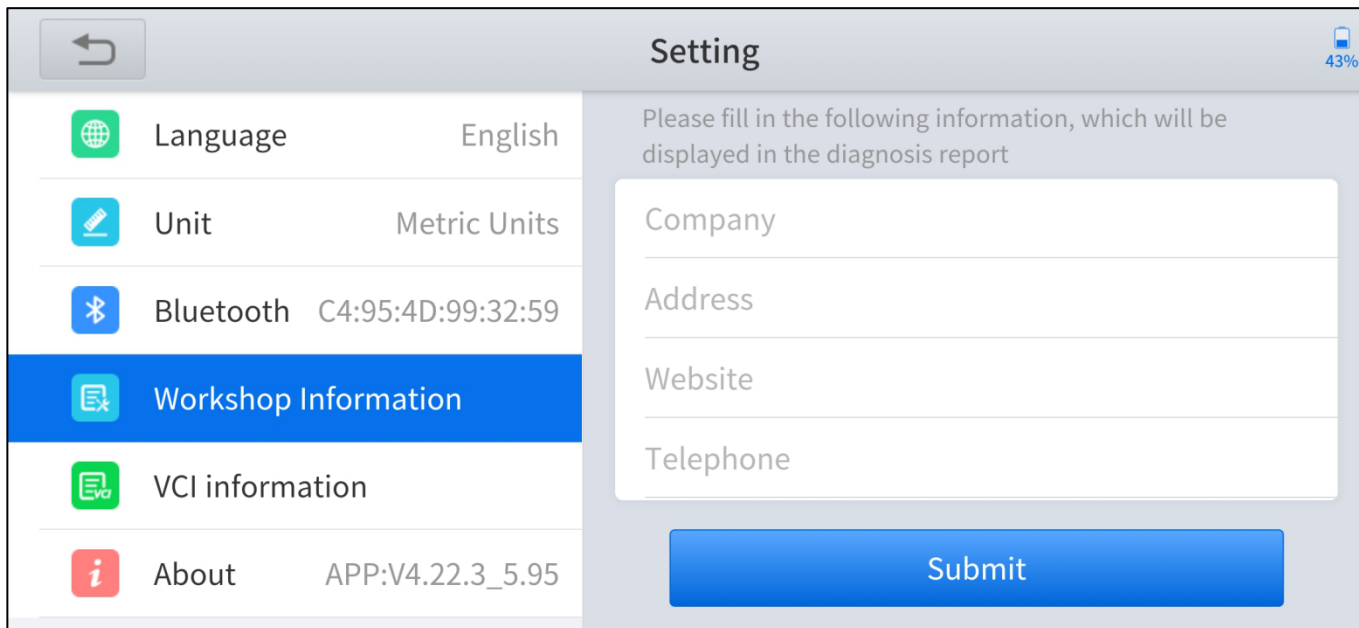 Setting
43%
Language English
Unit Metric Units
Bluetooth C4:95:4D:99:32:59
Workshop Information
VCI information
About APP:V4.22.3_5.95
Please fill in the following information, which will be
displayed in the diagnosis report
Company
Address
Website
Telephone
Submit